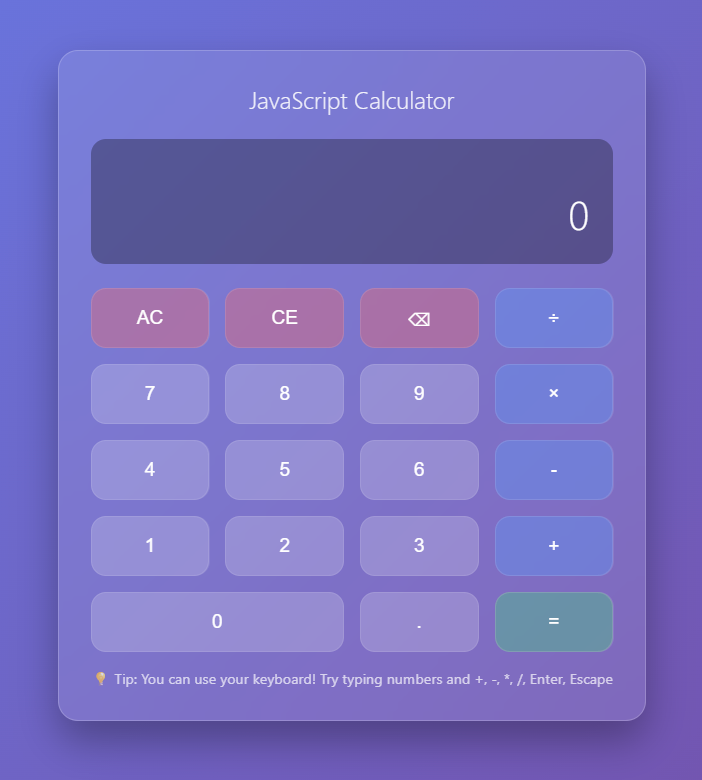 JavaScript Calculator
0
AC CE ⌫ ÷
7 8 9 ×
4 5 6 -
1 2 3 +
0 . =
💡 Tip: You can use your keyboard! Try typing numbers and +, -, *, /, Enter, Escape